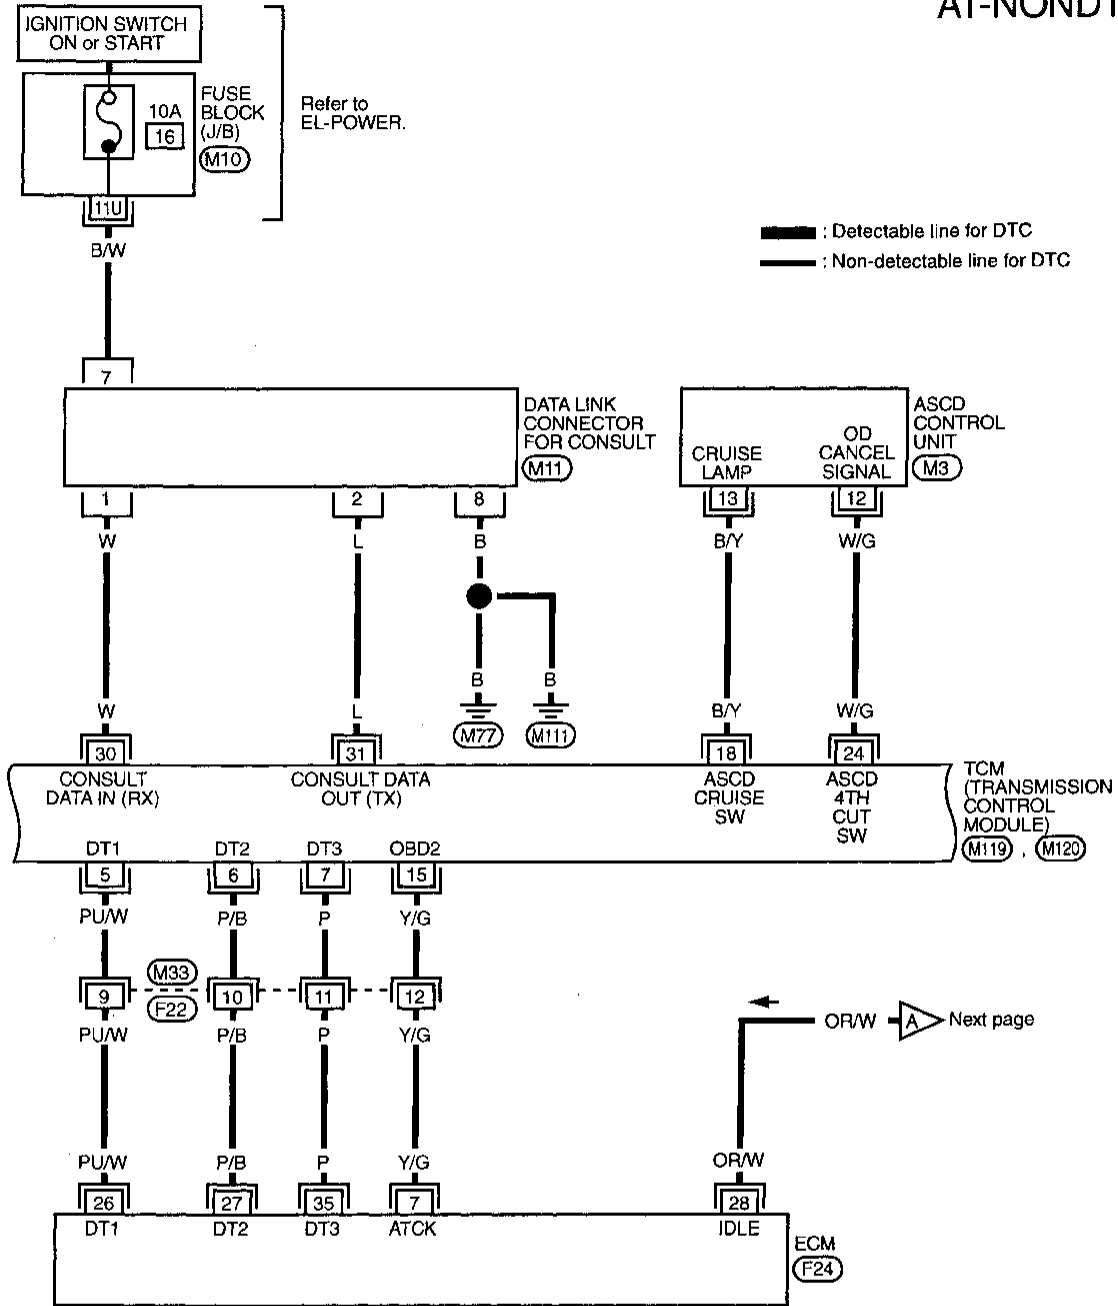 AT-NONDT
IGNITION SWITCH
ON or START
10A
16
FUSE
BLOCK
(J/B)
M10
Refer to
EL-POWER.
11U
B/W
: Detectable line for DTC
: Non-detectable line for DTC
7
DATA LINK
CONNECTOR
FOR CONSULT
M11
CRUISE
LAMP
OD
CANCEL
SIGNAL
ASCD
CONTROL
UNIT
M3
1 2 8 13 12
W L B B/Y W/G
B B
W L M77 M111 B/Y W/G
30 31 18 24
CONSULT
DATA IN (RX)
CONSULT DATA
OUT (TX)
ASCD
CRUISE
SW
ASCD
4TH
CUT
SW
TCM
(TRANSMISSION
CONTROL
MODULE)
M119 , M120
DT1 DT2 DT3 OBD2
5 6 7 15
PU/W P/B P Y/G
M33
9 10 11 12
F22
PU/W P/B P Y/G
OR/W A Next page
PU/W P/B P Y/G OR/W
26 27 35 7 28
DT1 DT2 DT3 ATCK IDLE
ECM
F24